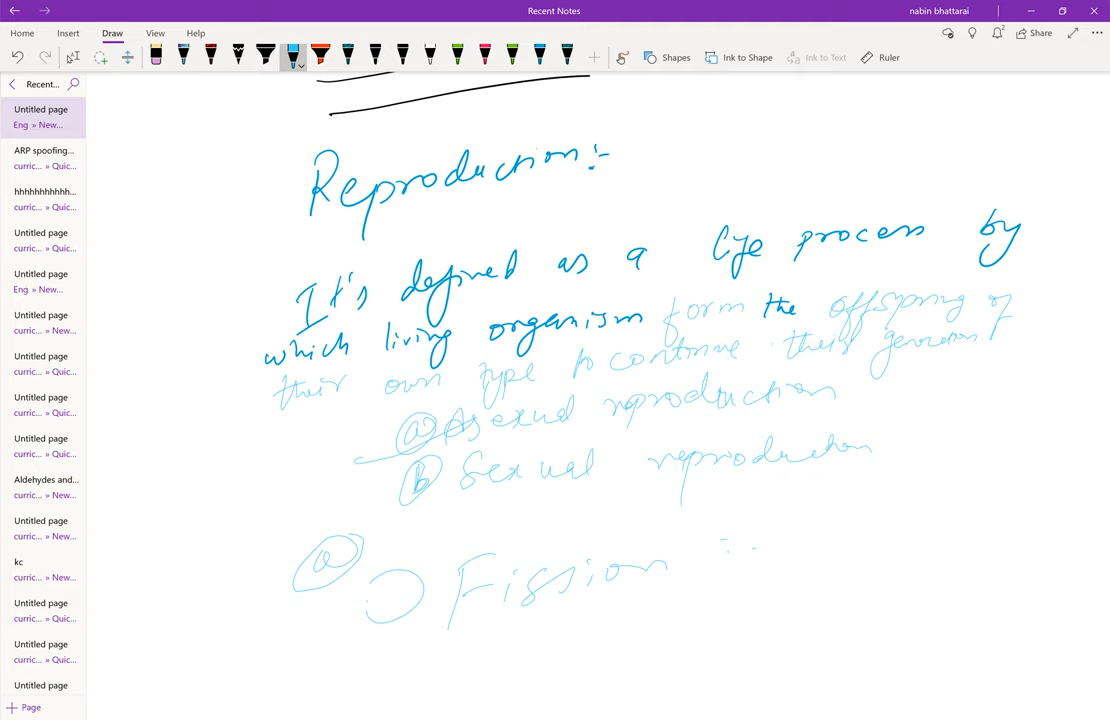 Recent Notes
nabin bhattarai
Home Insert Draw View Help
Share
Shapes
Ink to Shape
Ink to Text
Ruler
Recent...
Untitled page
Eng » New...
ARP spoofing...
curric... » Quic...
hhhhhhhhhhh...
curric... » Quic...
Untitled page
curric... » Quic...
Untitled page
Eng » New...
Untitled page
curric... » New...
Untitled page
curric... » Quic...
Untitled page
curric... » Quic...
Untitled page
curric... » Quic...
Aldehydes and...
curric... » New...
Untitled page
curric... » New...
kc
curric... » New...
Untitled page
curric... » Quic...
Untitled page
curric... » Quic...
Untitled page
Page
Reproduction :-
It's defined as a life process by
which living organism form the offspring of
their own type to continue their generation.
(a) Asexual reproduction
(b) Sexual reproduction
(a)
Fission :-